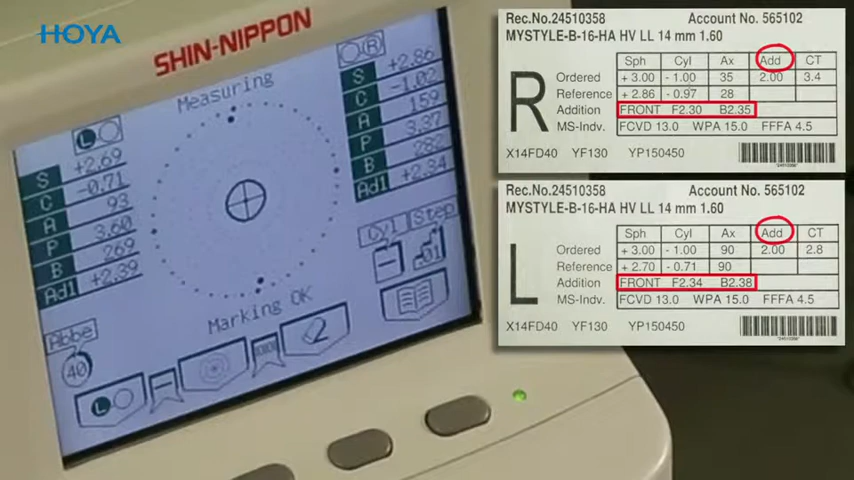 HOYA
SHIN-NIPPON
Measuring
L
S +2.69
C -0.71
A 93
P 3.60
B 269
Ad1 +2.39
R
S +2.86
C -1.02
A 159
P 3.37
B 282
Ad1 +2.34
Cyl Step
.01
Marking OK
Abbe
40
L
2
Rec.No.24510358 Account No. 565102
MYSTYLE-B-16-HA HV LL 14 mm 1.60
R
Sph Cyl Ax Add CT
Ordered + 3.00 - 1.00 35 2.00 3.4
Reference + 2.86 - 0.97 28
Addition FRONT F2.30 B2.35
MS-Indv. FCVD 13.0 WPA 15.0 FFFA 4.5
X14FD40 YF130 YP150450
Rec.No.24510358 Account No. 565102
MYSTYLE-B-16-HA HV LL 14 mm 1.60
L
Sph Cyl Ax Add CT
Ordered + 3.00 - 1.00 90 2.00 2.8
Reference + 2.70 - 0.71 90
Addition FRONT F2.34 B2.38
MS-Indv. FCVD 13.0 WPA 15.0 FFFA 4.5
X14FD40 YF130 YP150450